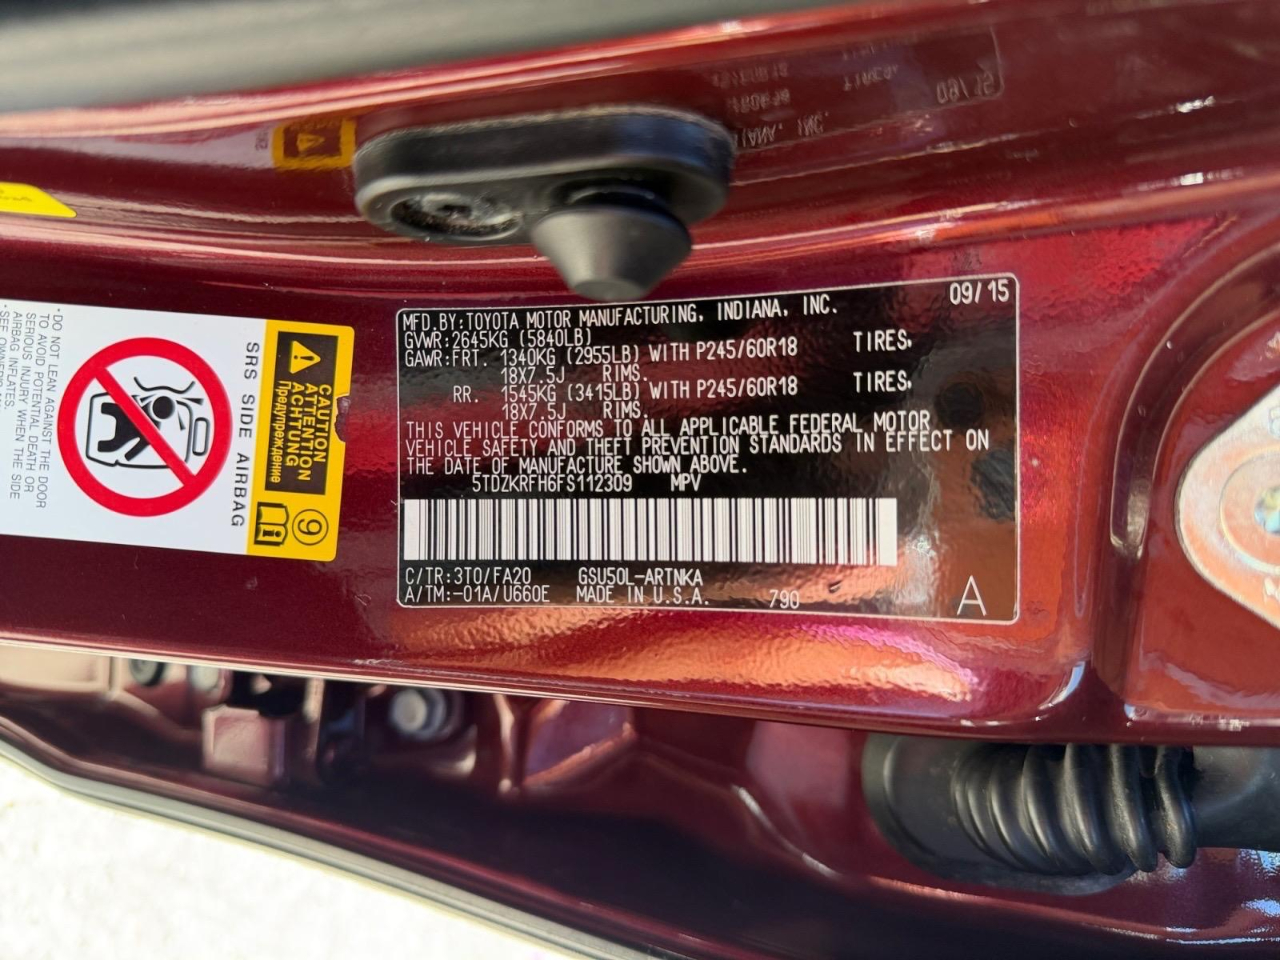 09/15
MFD.BY:TOYOTA MOTOR MANUFACTURING, INDIANA, INC.
GVWR:2645KG (5840LB)
GAWR:FRT. 1340KG (2955LB) WITH P245/60R18 TIRES,
18X7.5J RIMS.
RR. 1545KG (3415LB) WITH P245/60R18 TIRES,
18X7.5J RIMS.
THIS VEHICLE CONFORMS TO ALL APPLICABLE FEDERAL MOTOR
VEHICLE SAFETY AND THEFT PREVENTION STANDARDS IN EFFECT ON
THE DATE OF MANUFACTURE SHOWN ABOVE.
5TDZKRFH6FS112309 MPV
C/TR:3T0/FA20 GSU50L-ARTNKA
A/TM:-01A/U660E MADE IN U.S.A. 790 A
CAUTION
ATTENTION
ACHTUNG
Предупреждение
9
SRS SIDE AIRBAG
·DO NOT LEAN AGAINST THE DOOR
TO AVOID POTENTIAL DEATH OR
SERIOUS INJURY WHEN THE SIDE
AIRBAG INFLATES.